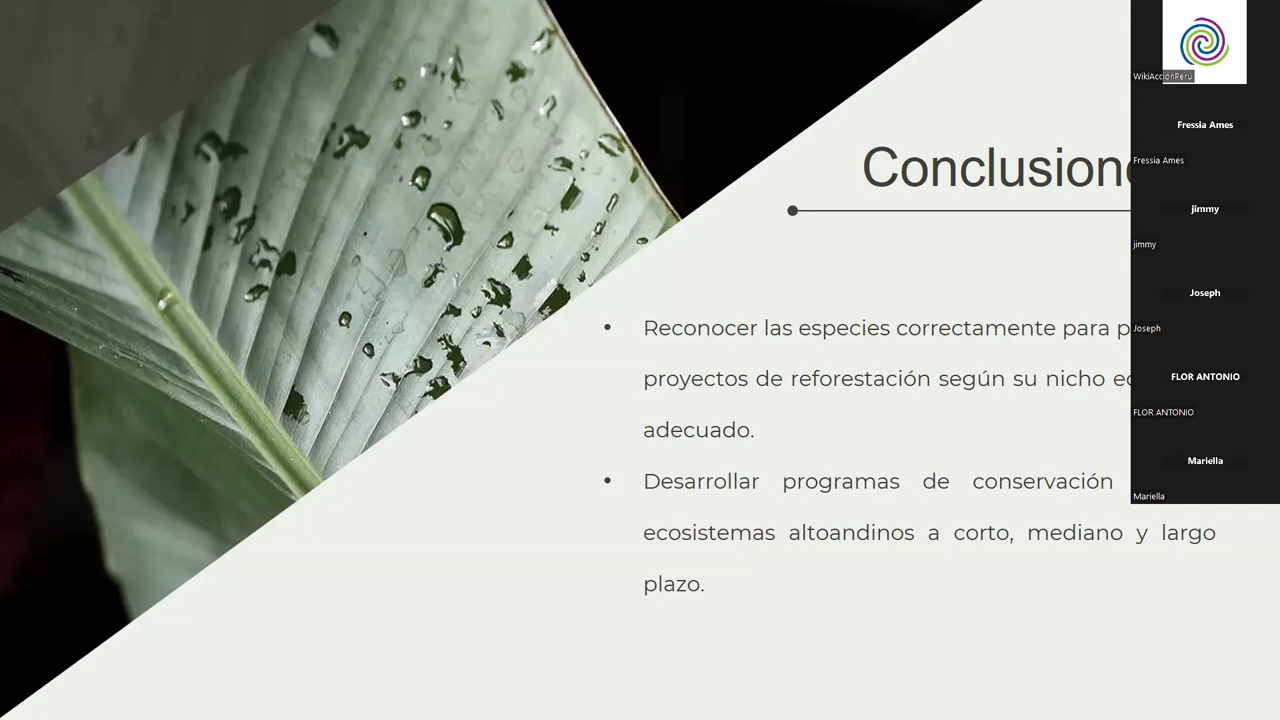 Conclusion
Reconocer las especies correctamente para
proyectos de reforestación según su nicho
adecuado.
Desarrollar programas de conservación
ecosistemas altoandinos a corto, mediano y largo
plazo.
WikiAcciónPerú
Fressia Ames
Fressia Ames
jimmy
jimmy
Joseph
Joseph
FLOR ANTONIO
FLOR ANTONIO
Mariella
Mariella